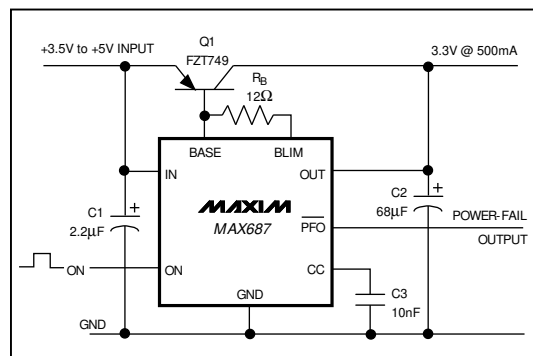 Q1
+3.5V to +5V INPUT
FZT749
3.3V @ 500mA
RB
12Ω
BASE
BLIM
IN
OUT
MAXIM
MAX687
C1
2.2µF
+
C2
68µF
+
PFO
POWER-FAIL
OUTPUT
ON
ON
CC
GND
C3
10nF
GND